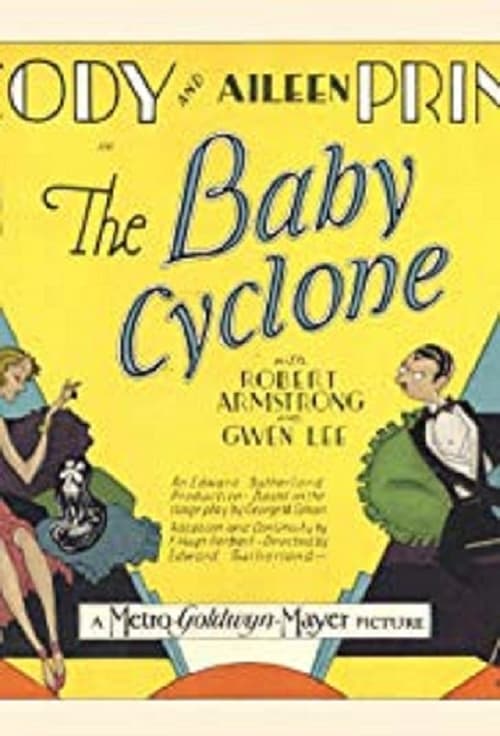 CODY AND AILEEN PRIN
in
The Baby
Cyclone
with
ROBERT
ARMSTRONG
and
GWEN LEE
An Edward Sutherland
Production - Based on the
stage play by George M. Cohan
Adaption and Continuity by
F. Hugh Herbert - Directed by
Edward Sutherland -
A Metro-Goldwyn-Mayer PICTURE